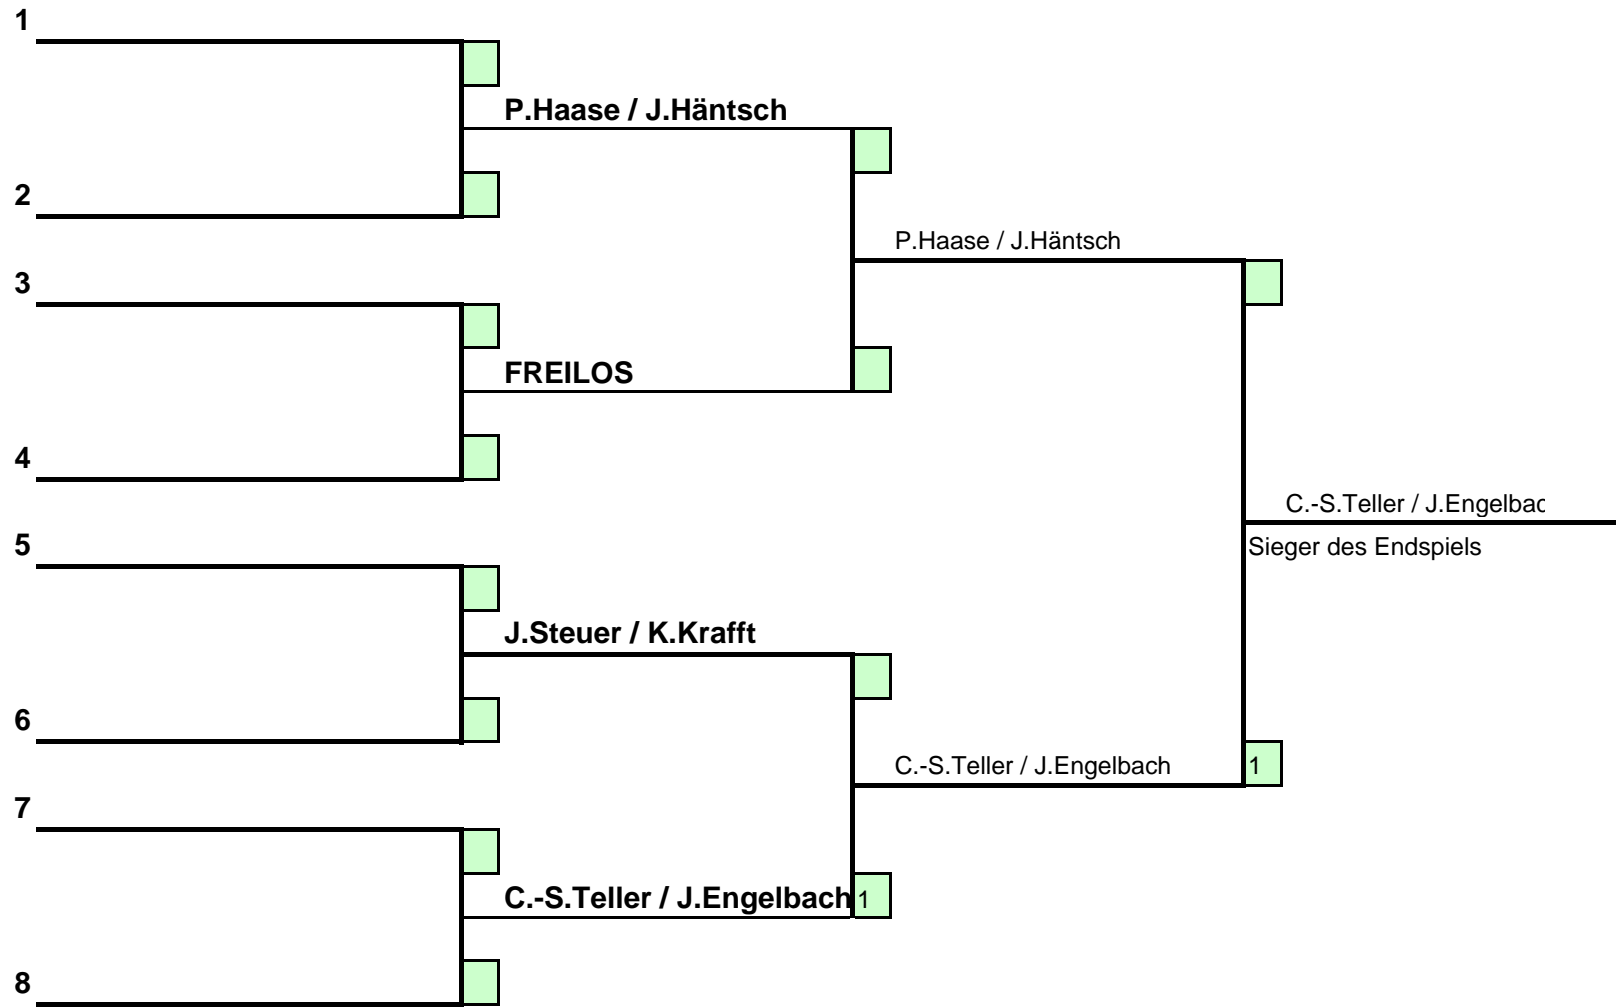 1
P.Haase / J.Häntsch
2
P.Haase / J.Häntsch
3
FREILOS
4
C.-S.Teller / J.Engelbac
5
Sieger des Endspiels
J.Steuer / K.Krafft
6
C.-S.Teller / J.Engelbach 1
7
C.-S.Teller / J.Engelbach 1
8